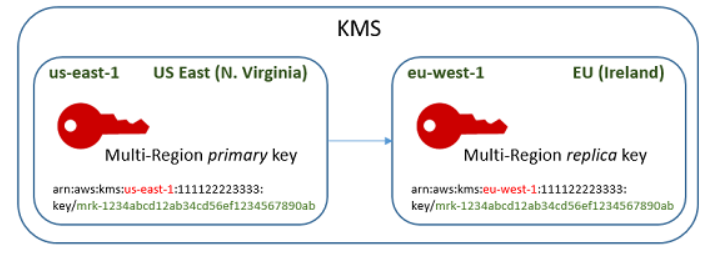 KMS
us-east-1 US East (N. Virginia)
Multi-Region primary key
arn:aws:kms:us-east-1:111122223333:
key/mrk-1234abcd12ab34cd56ef1234567890ab
eu-west-1 EU (Ireland)
Multi-Region replica key
arn:aws:kms:eu-west-1:111122223333:
key/mrk-1234abcd12ab34cd56ef1234567890ab